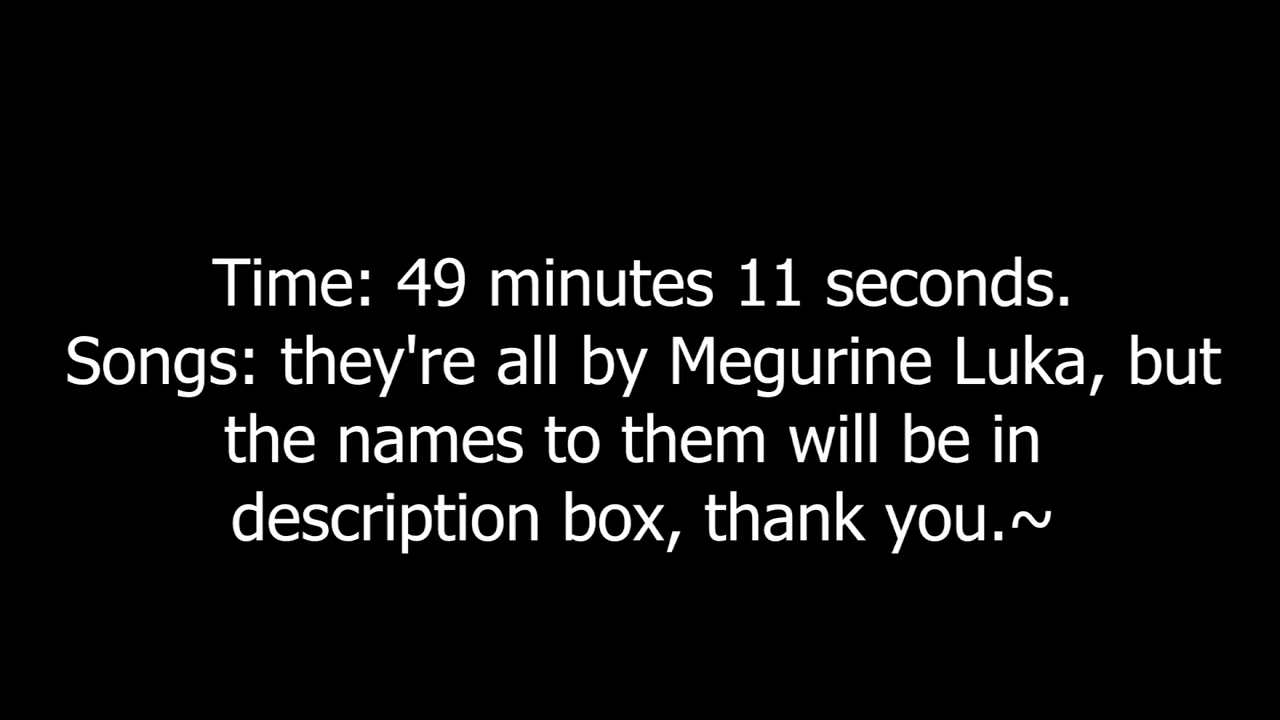 Time: 49 minutes 11 seconds.
Songs: they're all by Megurine Luka, but
the names to them will be in
description box, thank you.~